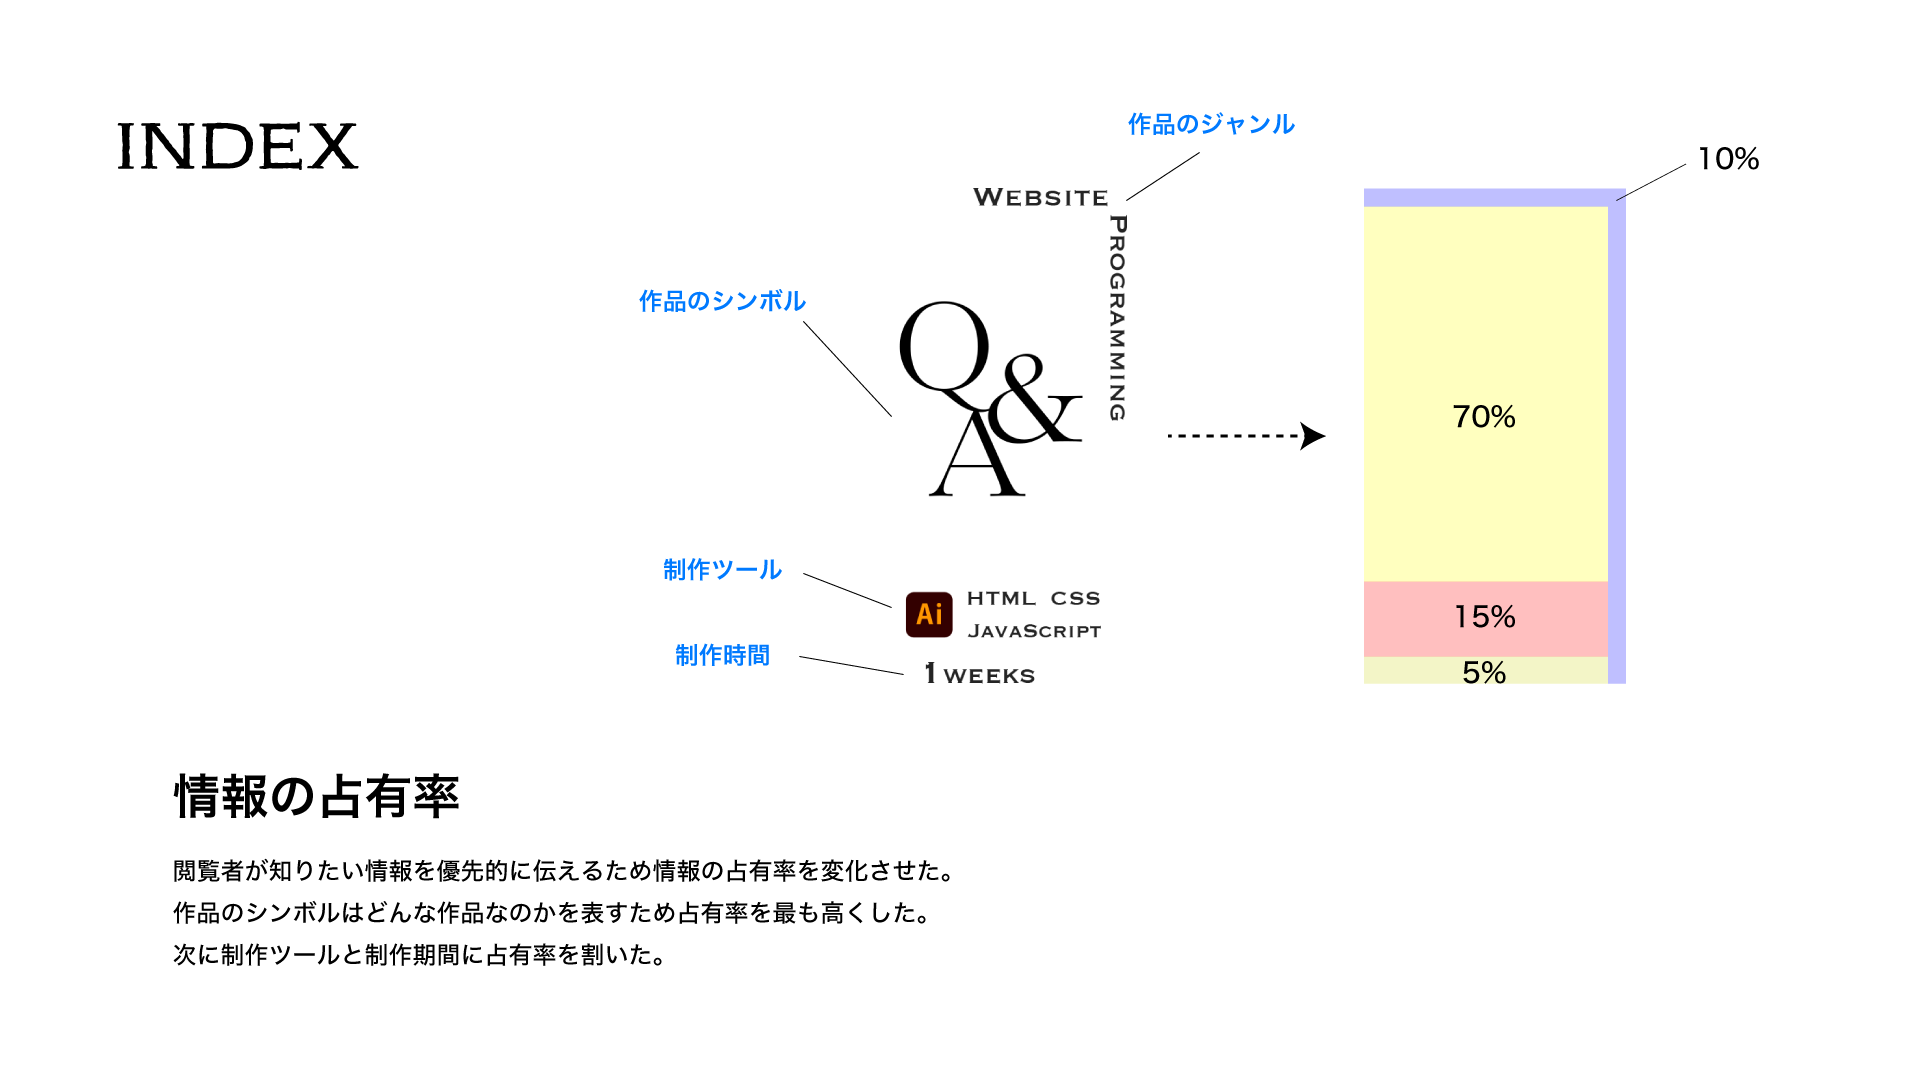 INDEX
作品のジャンル
10%
WEBSITE
PROGRAMMING
作品のシンボル
Q&A
70%
制作ツール
Ai
HTML CSS
JAVASCRIPT
15%
制作時間
1 WEEKS
5%
情報の占有率
閲覧者が知りたい情報を優先的に伝えるため情報の占有率を変化させた。
作品のシンボルはどんな作品なのかを表すため占有率を最も高くした。
次に制作ツールと制作期間に占有率を割いた。